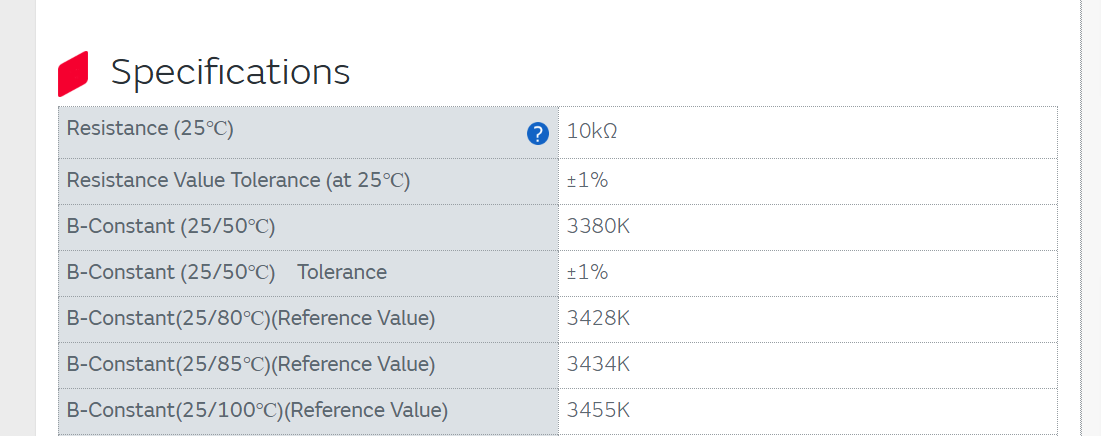 Specifications
Resistance (25℃) ? 10kΩ
Resistance Value Tolerance (at 25℃) ±1%
B-Constant (25/50℃) 3380K
B-Constant (25/50℃) Tolerance ±1%
B-Constant(25/80℃)(Reference Value) 3428K
B-Constant(25/85℃)(Reference Value) 3434K
B-Constant(25/100℃)(Reference Value) 3455K